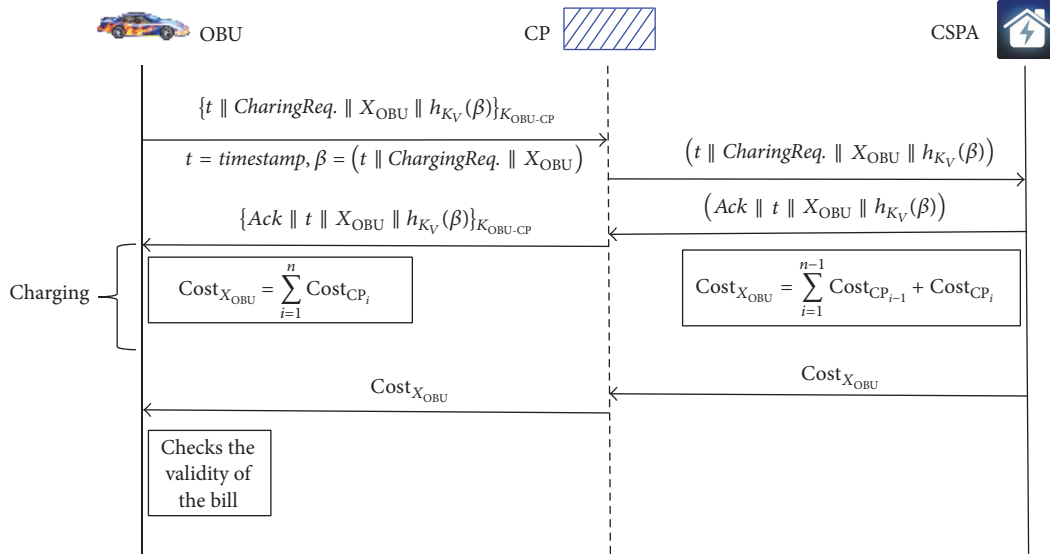 OBU
CP
CSPA
{t ∥ CharingReq. ∥ X_OBU ∥ h_{K_V}(β)}_{K_OBU-CP}
t = timestamp, β = (t ∥ ChargingReq. ∥ X_OBU)
(t ∥ CharingReq. ∥ X_OBU ∥ h_{K_V}(β))
(Ack ∥ t ∥ X_OBU ∥ h_{K_V}(β))
{Ack ∥ t ∥ X_OBU ∥ h_{K_V}(β)}_{K_OBU-CP}
Charging
Cost_{X_OBU} = ∑_{i=1}^{n} Cost_{CP_i}
Cost_{X_OBU} = ∑_{i=1}^{n−1} Cost_{CP_{i−1}} + Cost_{CP_i}
Cost_{X_OBU}
Cost_{X_OBU}
Checks the
validity of
the bill